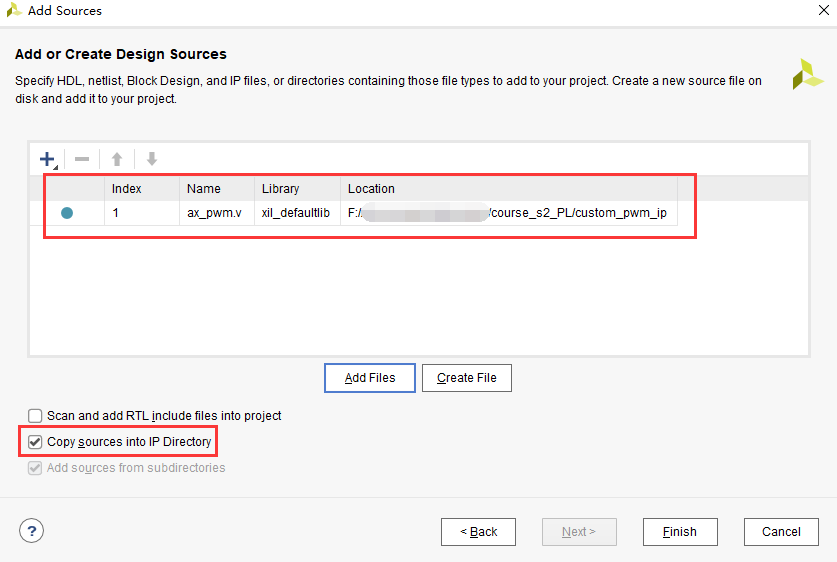 Add Sources
Add or Create Design Sources
Specify HDL, netlist, Block Design, and IP files, or directories containing those file types to add to your project. Create a new source file on
disk and add it to your project.
Index Name Library Location
1 ax_pwm.v xil_defaultlib F:/ /course_s2_PL/custom_pwm_ip
Add Files Create File
Scan and add RTL include files into project
Copy sources into IP Directory
Add sources from subdirectories
? < Back Next > Finish Cancel